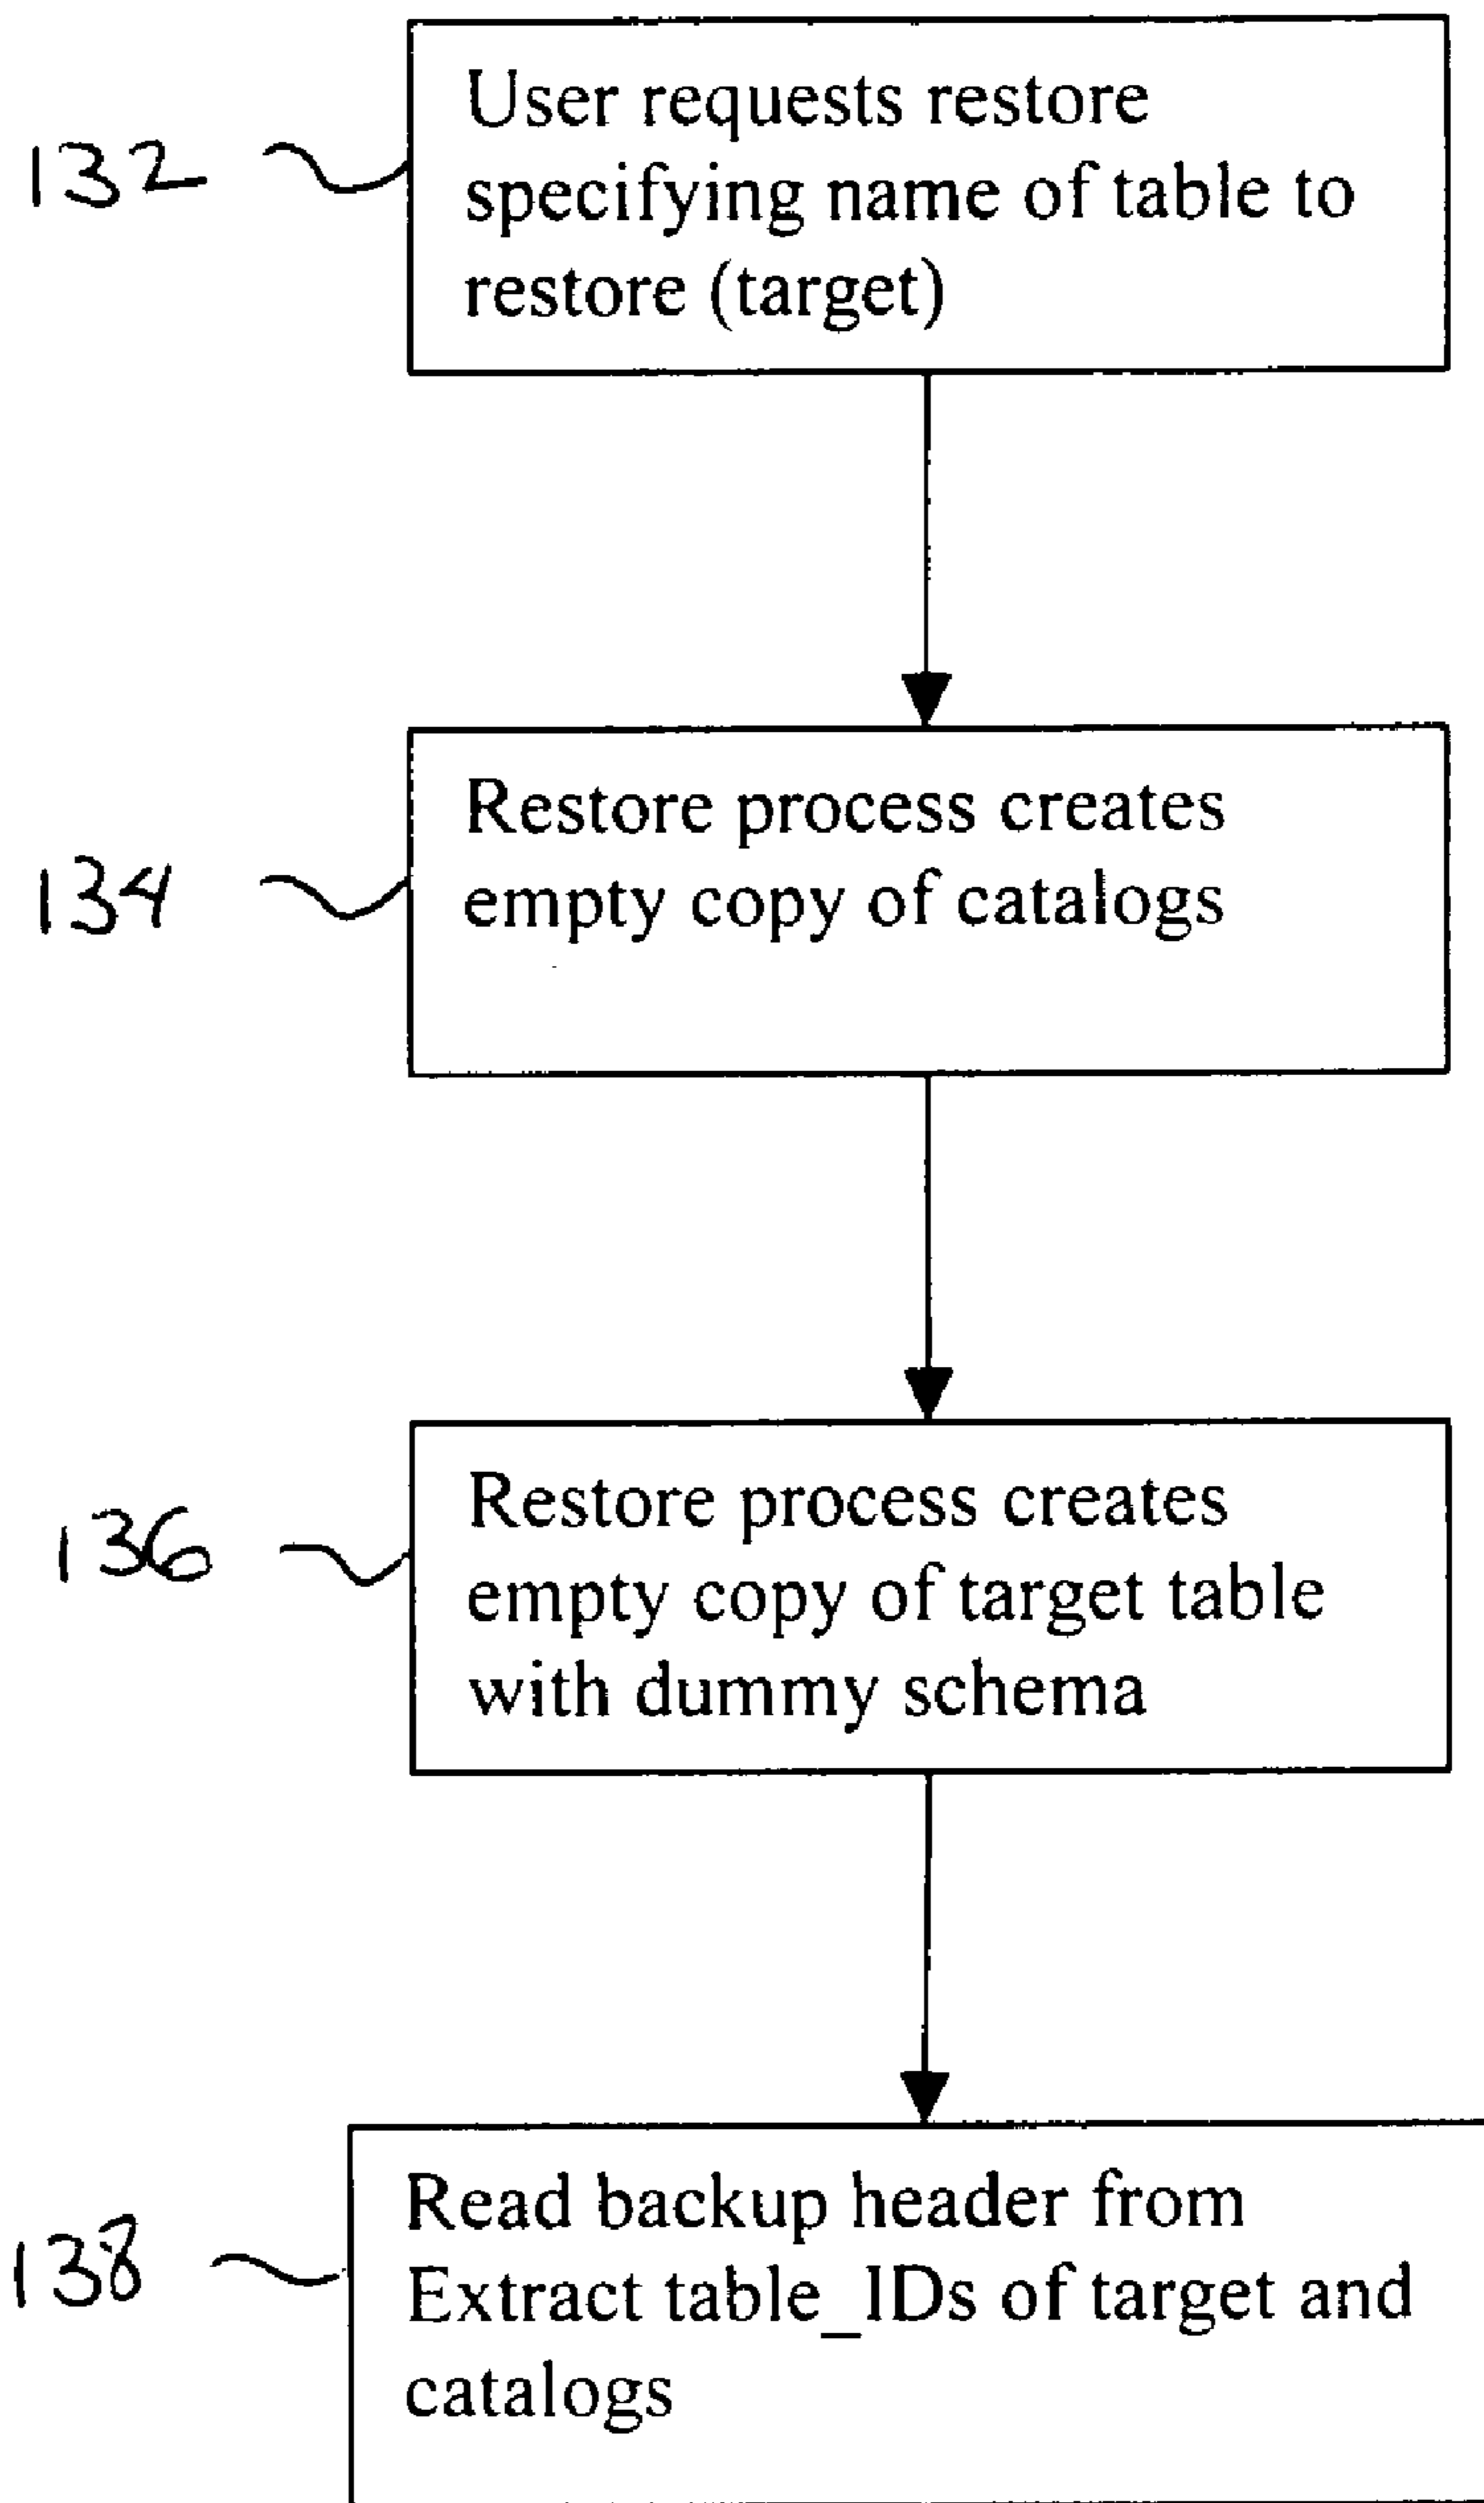 User requests restore
132 specifying name of table to
restore (target)
Restore process creates
134 empty copy of catalogs
Restore process creates
136 empty copy of target table
with dummy schema
Read backup header from
138 Extract table_IDs of target and
catalogs